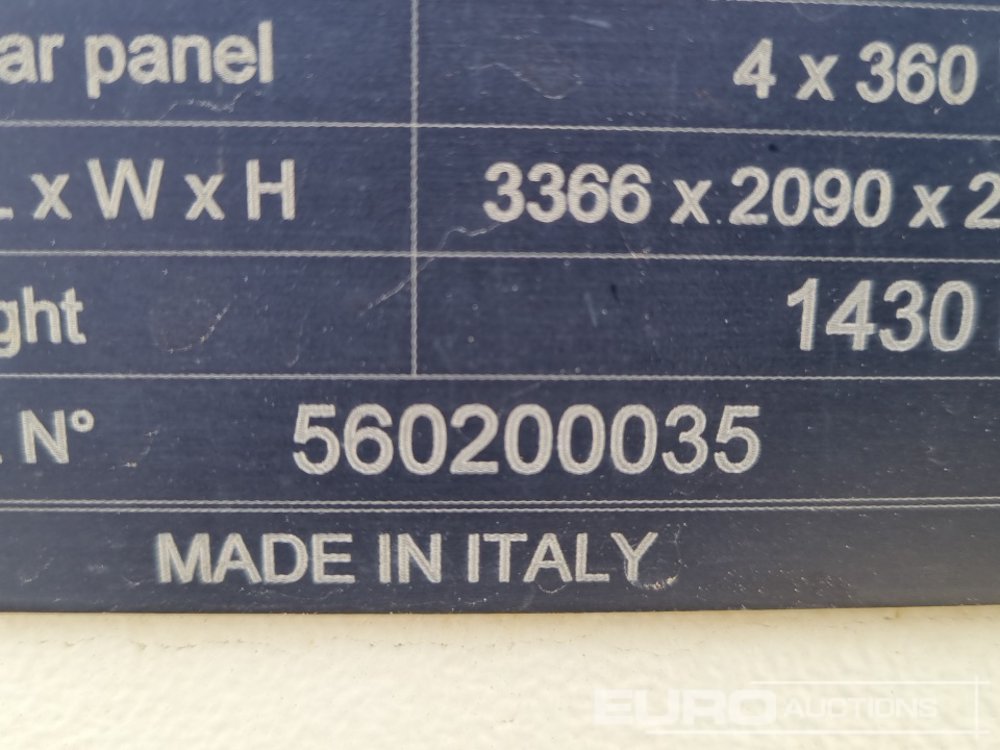 ar panel 4 x 360
L x W x H 3366 x 2090 x 2
ght 1430
N° 560200035
MADE IN ITALY
EURO AUCTIONS